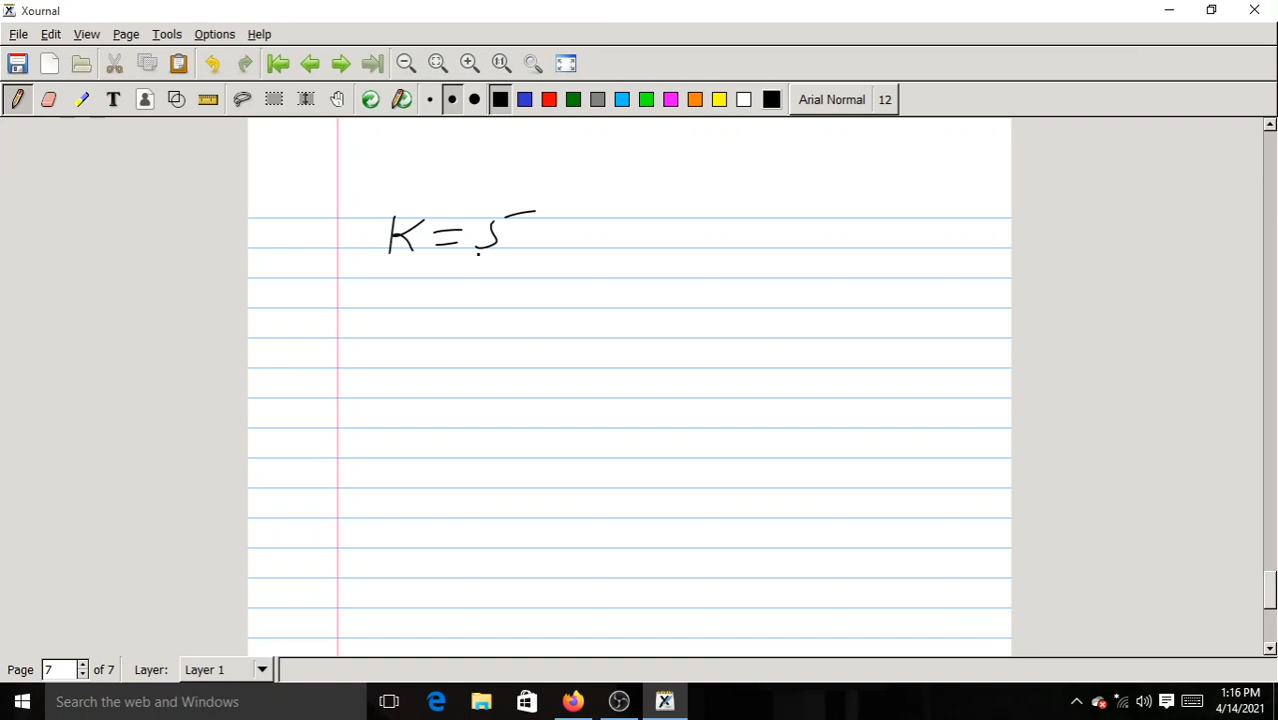 Xournal
File Edit View Page Tools Options Help
T Arial Normal 12
K = 5
Page 7 of 7 Layer: Layer 1
Search the web and Windows 1:16 PM
4/14/2021